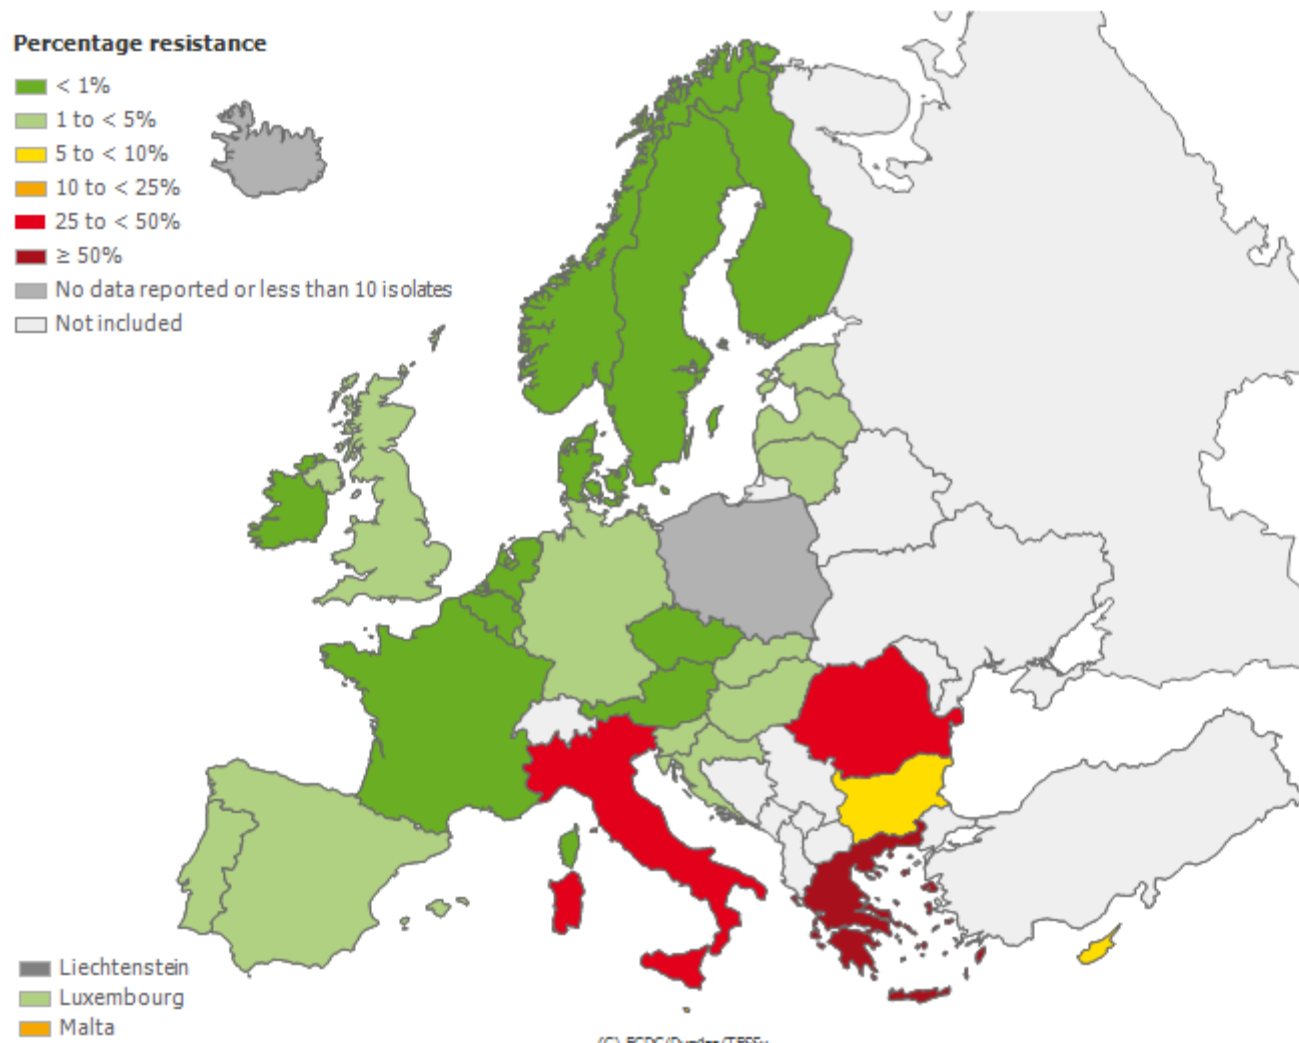 Percentage resistance
< 1%
1 to < 5%
5 to < 10%
10 to < 25%
25 to < 50%
≥ 50%
No data reported or less than 10 isolates
Not included
Liechtenstein
Luxembourg
Malta